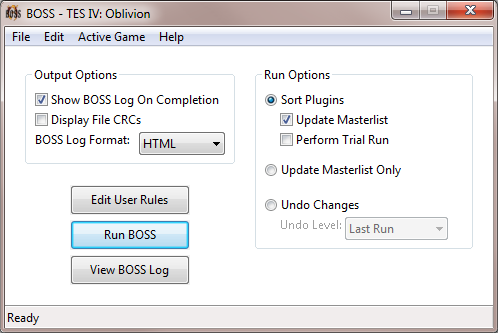 BOSS
BOSS - TES IV: Oblivion
File Edit Active Game Help
Output Options
Show BOSS Log On Completion
Display File CRCs
BOSS Log Format: HTML
Edit User Rules
Run BOSS
View BOSS Log
Run Options
Sort Plugins
Update Masterlist
Perform Trial Run
Update Masterlist Only
Undo Changes
Undo Level: Last Run
Ready